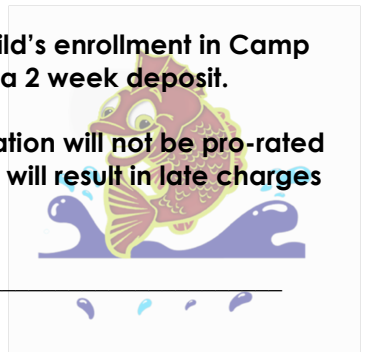 ild’s enrollment in Camp
a 2 week deposit.
ation will not be pro-rated
will result in late charges